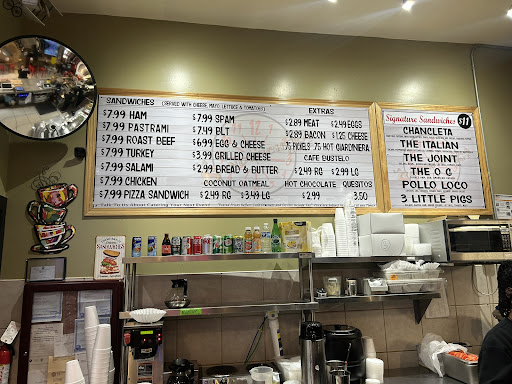 SANDWICHES (SERVED WITH CHEESE, MAYO, LETTUCE & TOMATOES)
$7.99 HAM
$7.99 PASTRAMI
$7.99 ROAST BEEF
$7.99 TURKEY
$7.99 SALAMI
$7.99 CHICKEN
$7.99 PIZZA SANDWICH
$7.99 SPAM
$7.49 BLT
$6.99 EGG & CHEESE
$3.99 GRILLED CHEESE
$2.99 BREAD & BUTTER
COCONUT OATMEAL
$2.49 RG $3.49 LG
EXTRAS
$2.89 MEAT $2.49 EGGS
$2.89 BACON $1.25 CHEESE
.75 PICKLES .75 HOT GIARDINERA
CAFE BUSTELO
$2.49 RG $2.99 LG
HOT CHOCOLATE QUESITOS
$2.99 3.50
Signature Sandwiches $11
CHANCLETA
THE ITALIAN
THE JOINT
THE O G
POLLO LOCO
3 LITTLE PIGS
SANDWICHES